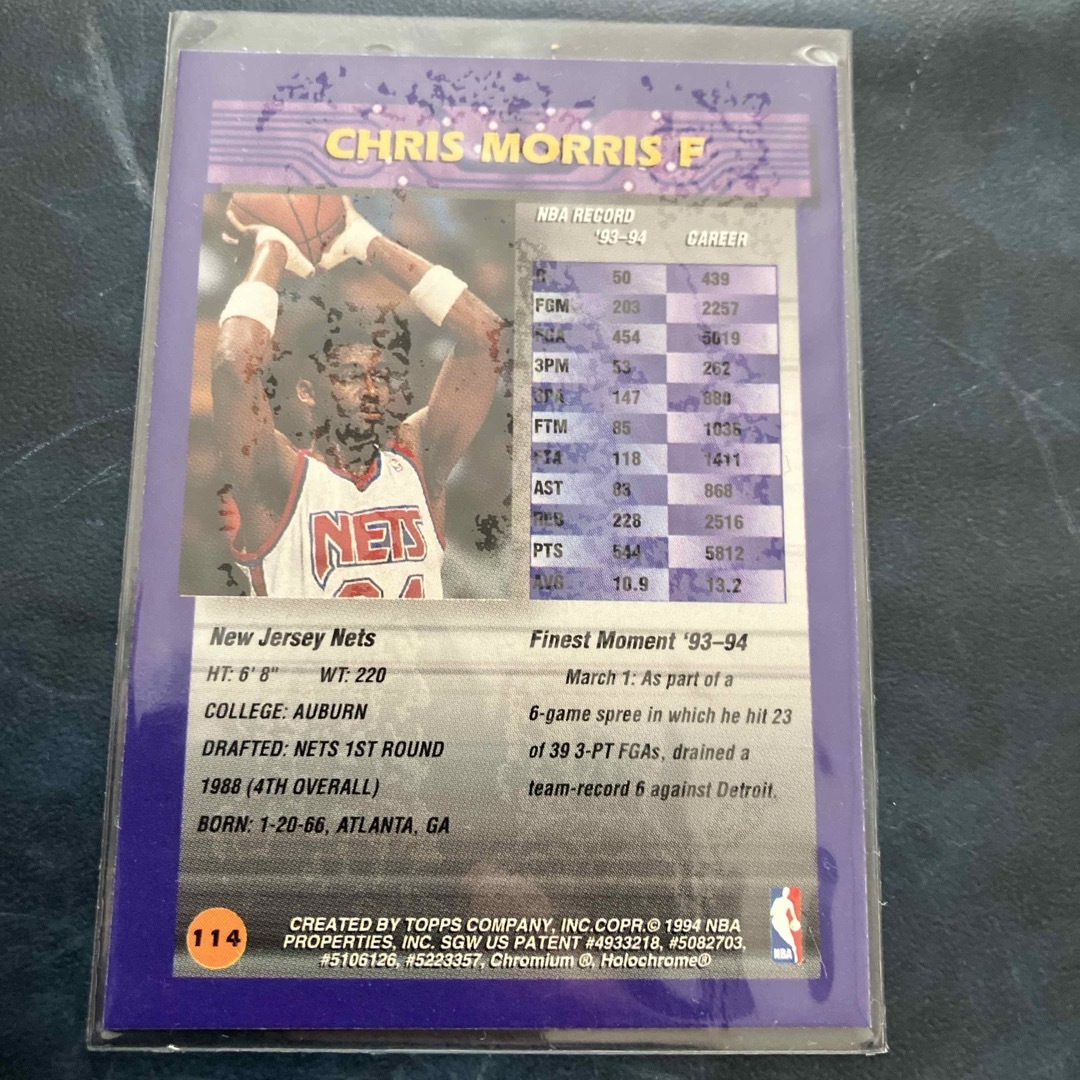 CHRIS MORRIS F
NBA RECORD
'93–94 CAREER
G 50 439
FGM 203 2257
FGA 454 5019
3PM 53 262
3PA 147 880
FTM 85 1035
FTA 118 1411
AST 83 868
REB 228 2516
PTS 544 5812
AVG 10.9 13.2
NETS
New Jersey Nets
HT: 6' 8" WT: 220
COLLEGE: AUBURN
DRAFTED: NETS 1ST ROUND
1988 (4TH OVERALL)
BORN: 1-20-66, ATLANTA, GA
Finest Moment '93–94
March 1: As part of a
6-game spree in which he hit 23
of 39 3-PT FGAs, drained a
team-record 6 against Detroit.
114
CREATED BY TOPPS COMPANY, INC.COPR.© 1994 NBA
PROPERTIES, INC. SGW US PATENT #4933218, #5082703,
#5106126, #5223357, Chromium ®, Holochrome®
NBA